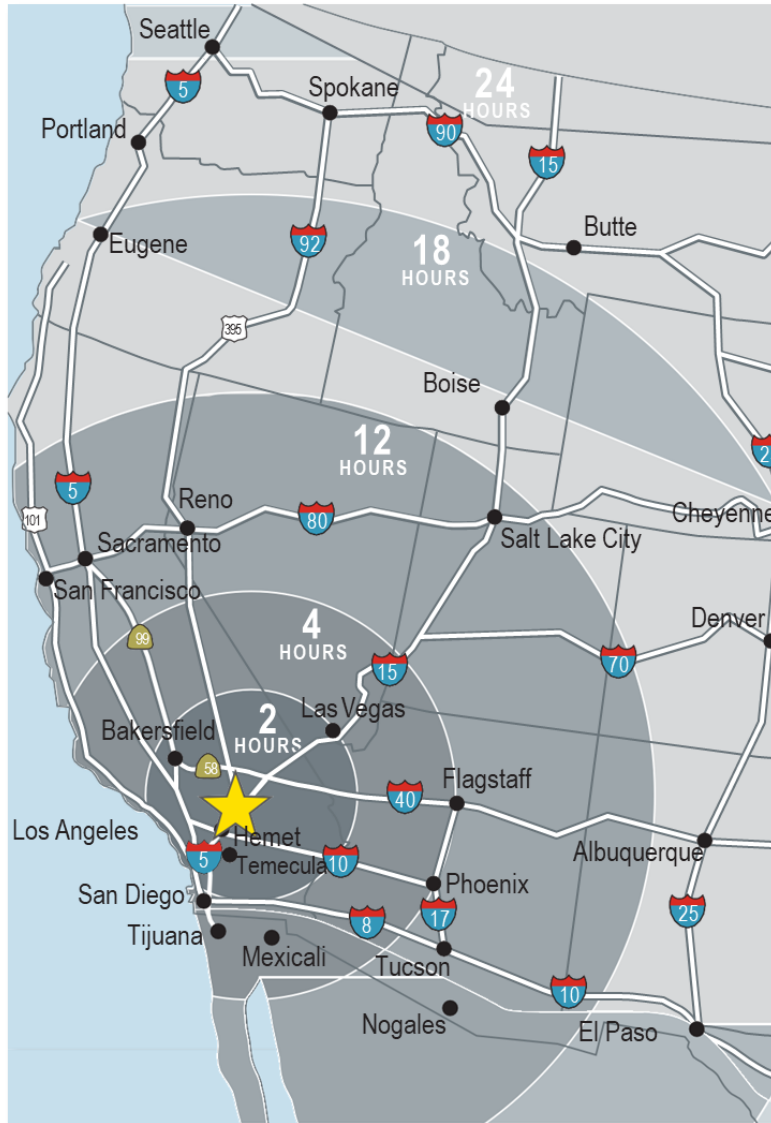 Seattle
5
Spokane
24
HOURS
Portland
90
15
Eugene
92
18
HOURS
Butte
395
Boise
12
HOURS
2
5
101
Reno
80
Salt Lake City
Cheyenne
Sacramento
San Francisco
99
4
HOURS
Denver
15
70
2
HOURS
Las Vegas
Bakersfield
58
40
Flagstaff
Los Angeles
Hemet
Temecula
5
10
Albuquerque
San Diego
Phoenix
8
17
25
Tijuana
Mexicali
Tucson
10
Nogales
El Paso